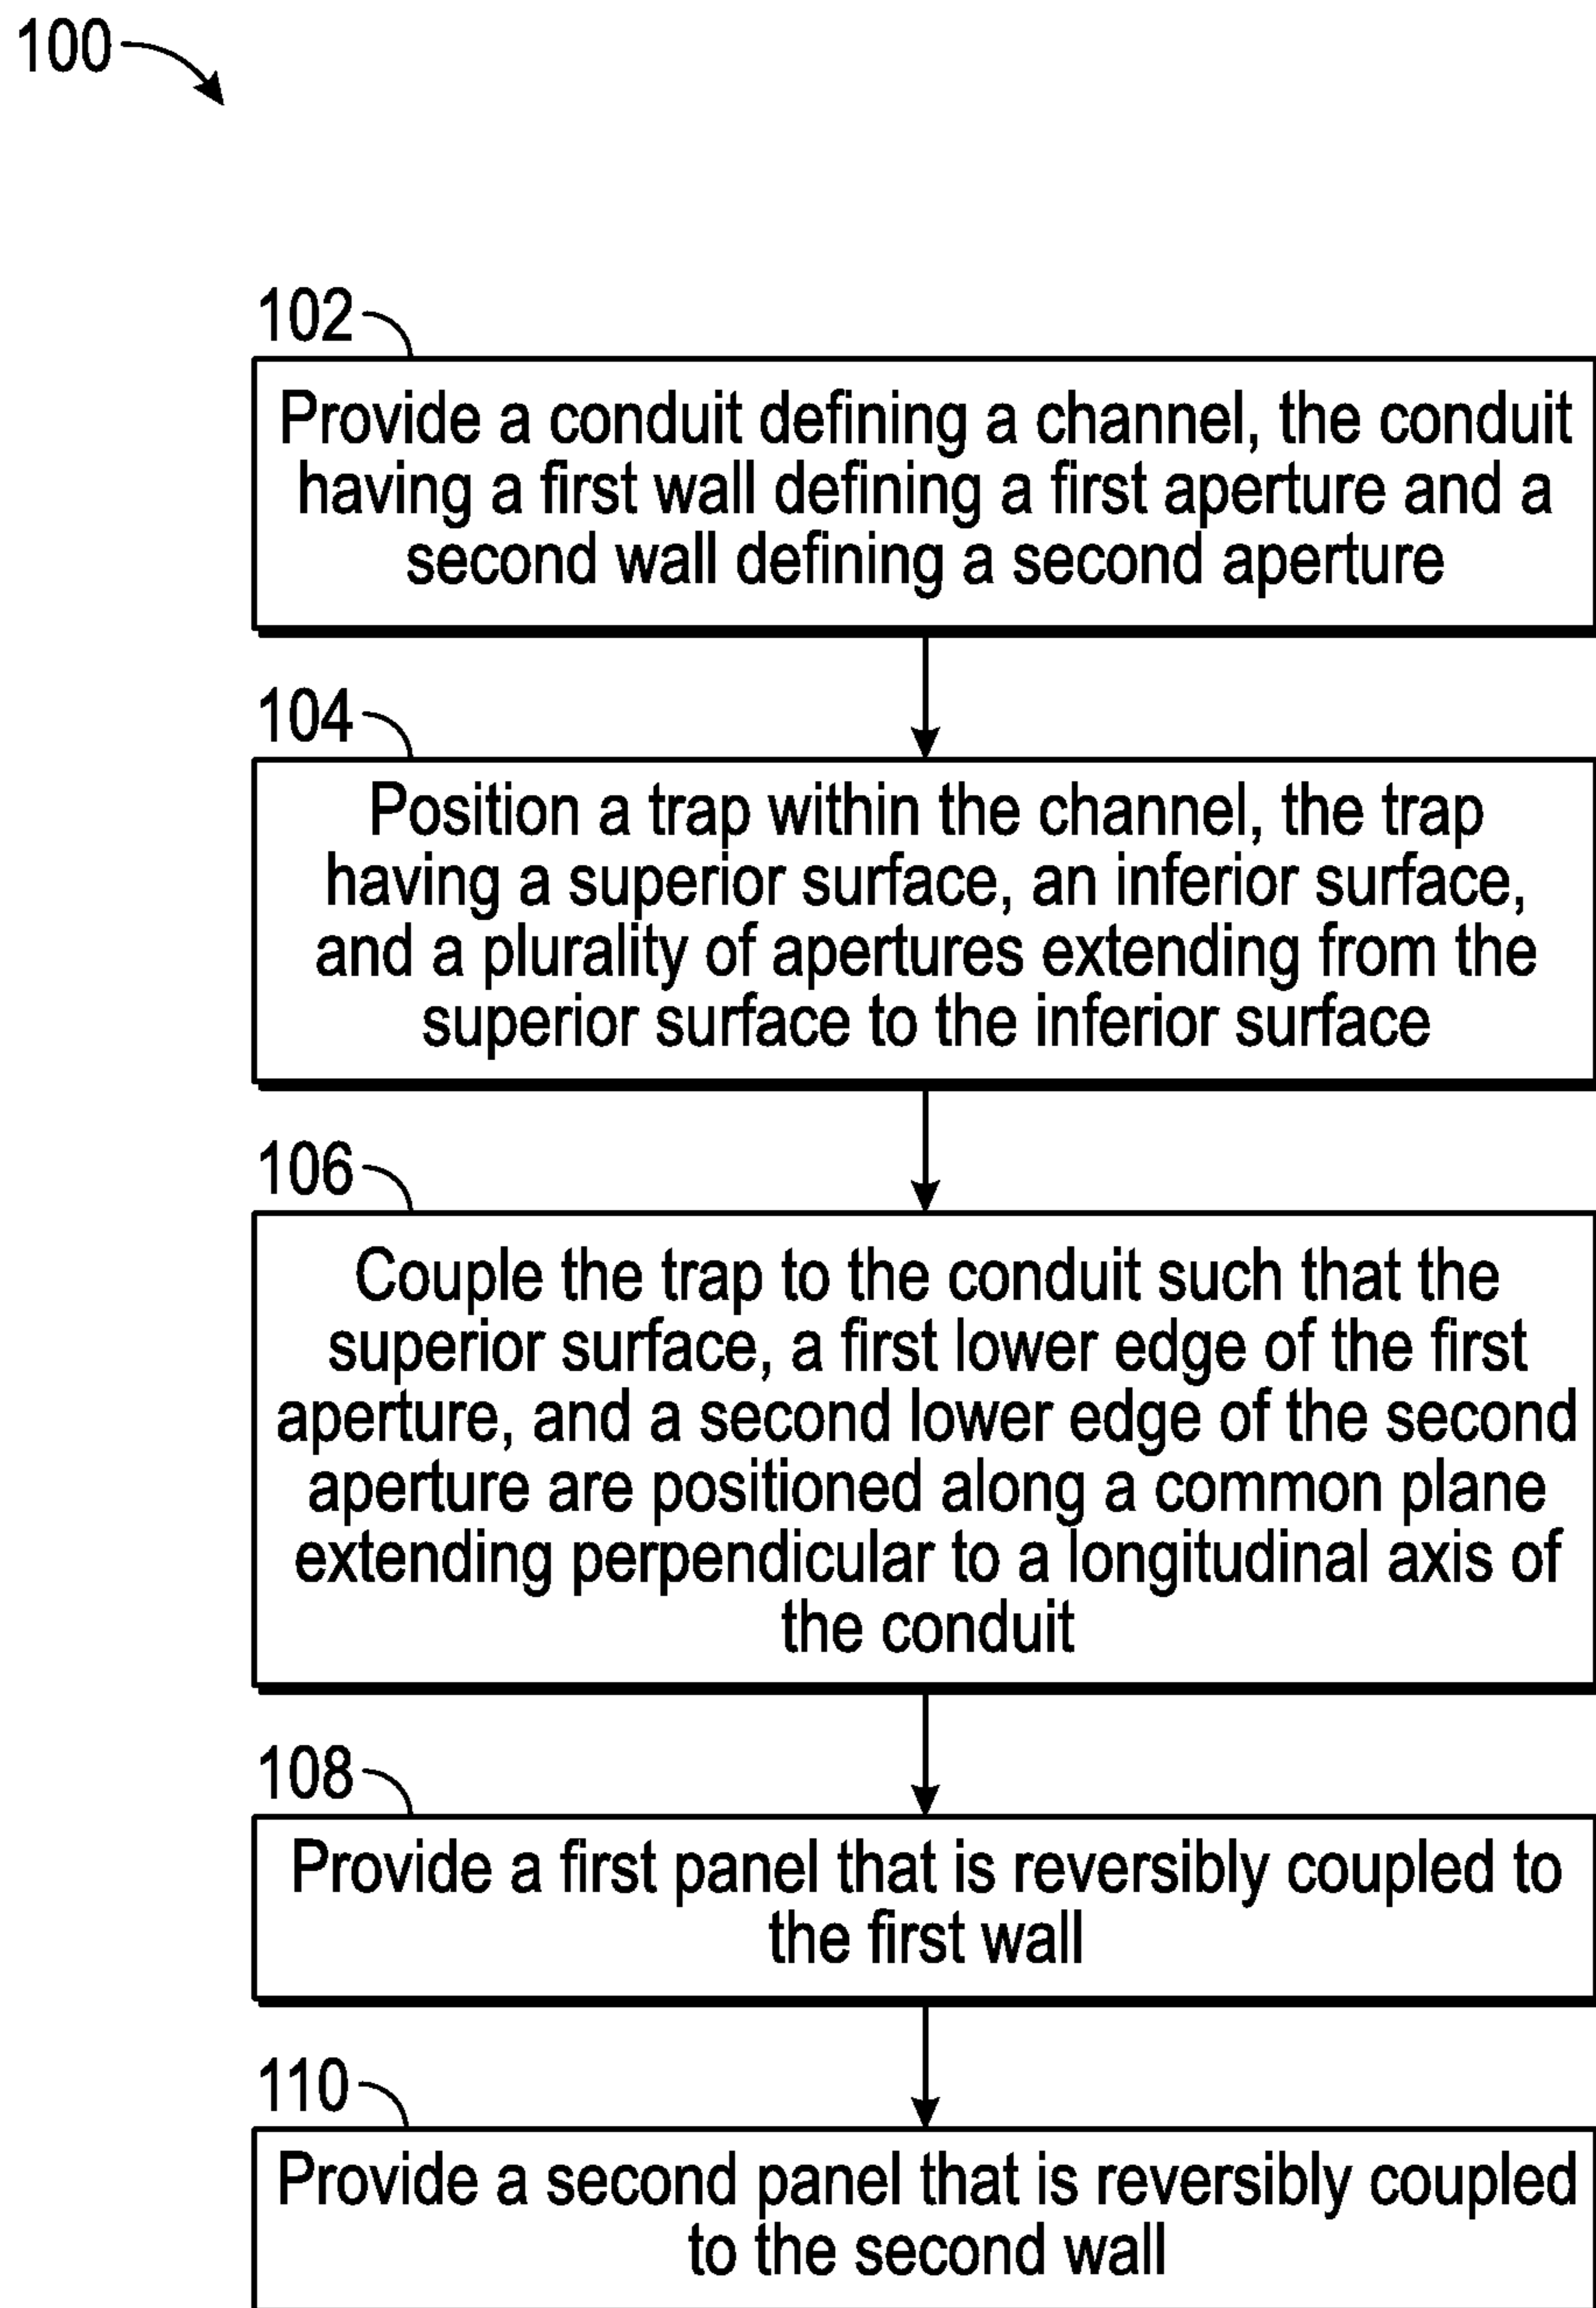 100
102
Provide a conduit defining a channel, the conduit
having a first wall defining a first aperture and a
second wall defining a second aperture
104
Position a trap within the channel, the trap
having a superior surface, an inferior surface,
and a plurality of apertures extending from the
superior surface to the inferior surface
106
Couple the trap to the conduit such that the
superior surface, a first lower edge of the first
aperture, and a second lower edge of the second
aperture are positioned along a common plane
extending perpendicular to a longitudinal axis of
the conduit
108
Provide a first panel that is reversibly coupled to
the first wall
110
Provide a second panel that is reversibly coupled
to the second wall